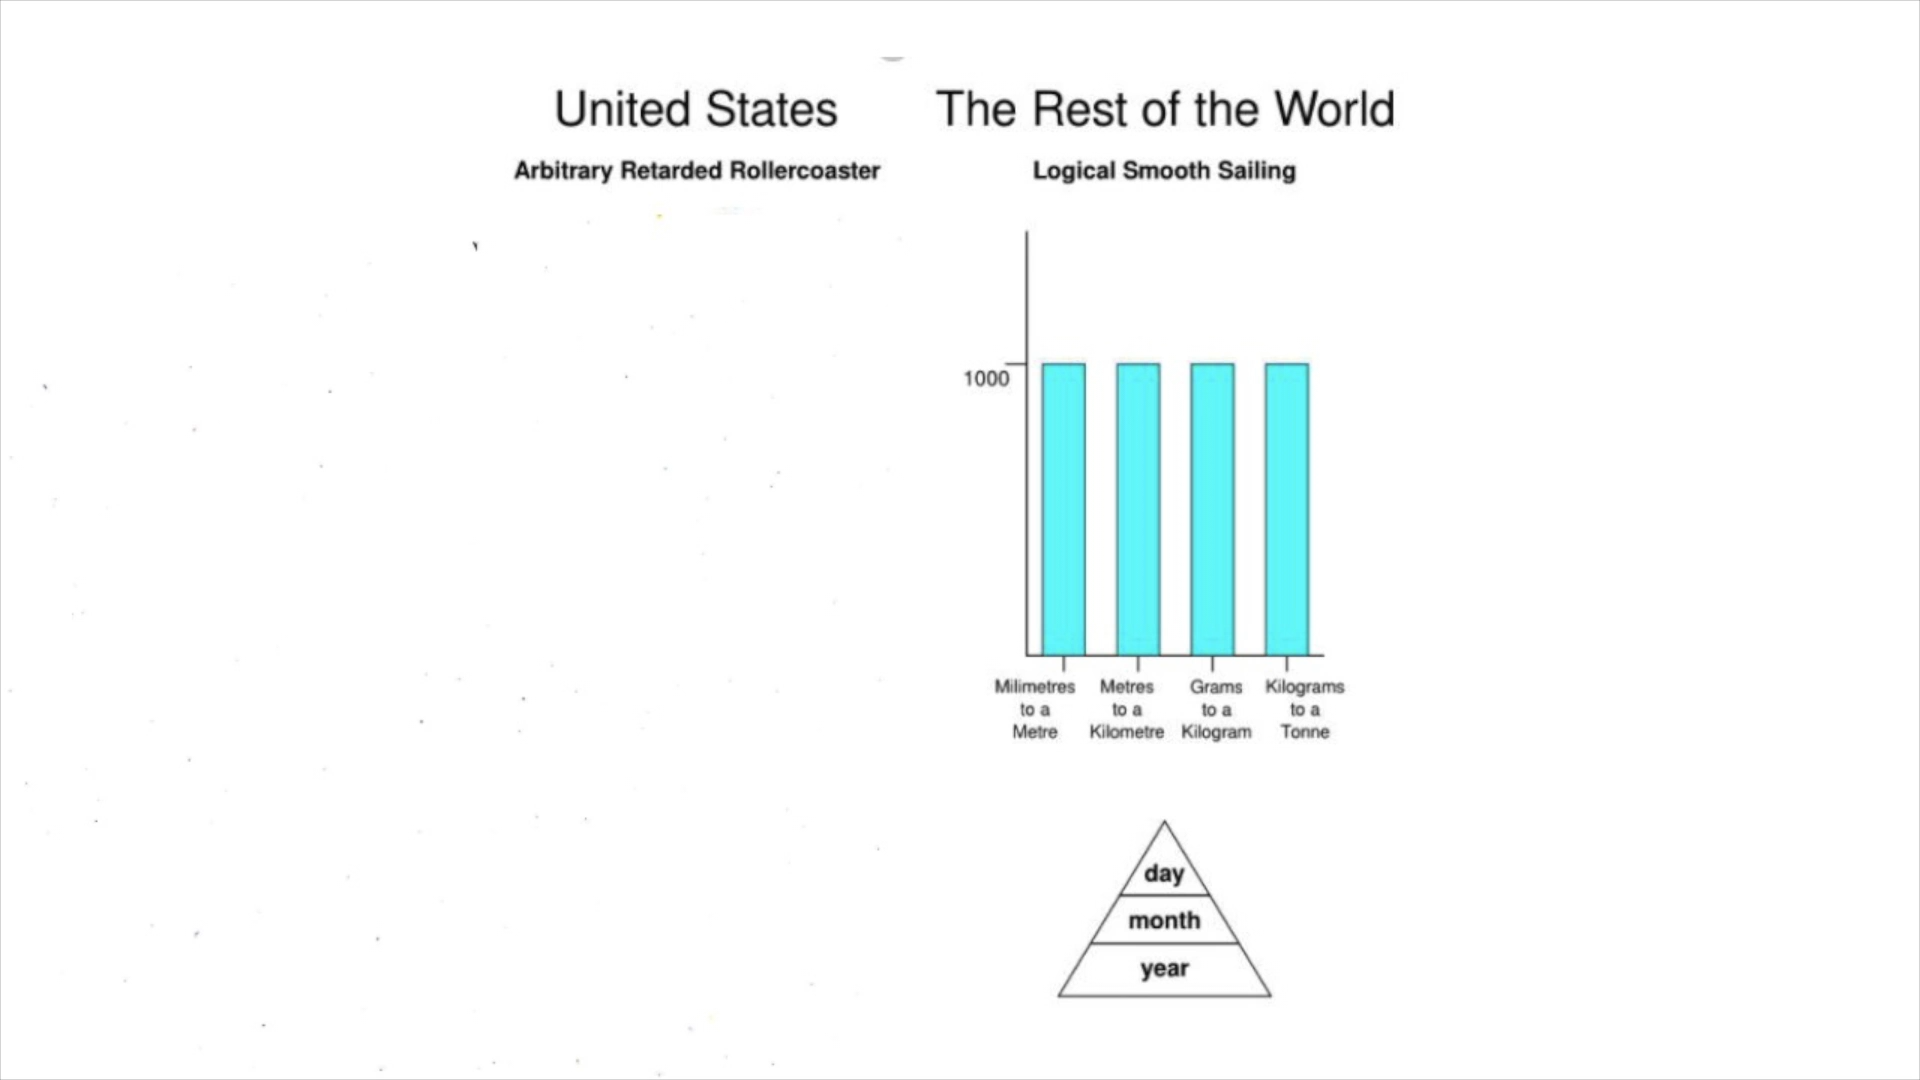 United States
Arbitrary Retarded Rollercoaster
The Rest of the World
Logical Smooth Sailing
1000
Milimetres
to a
Metre
Metres
to a
Kilometre
Grams
to a
Kilogram
Kilograms
to a
Tonne
day
month
year